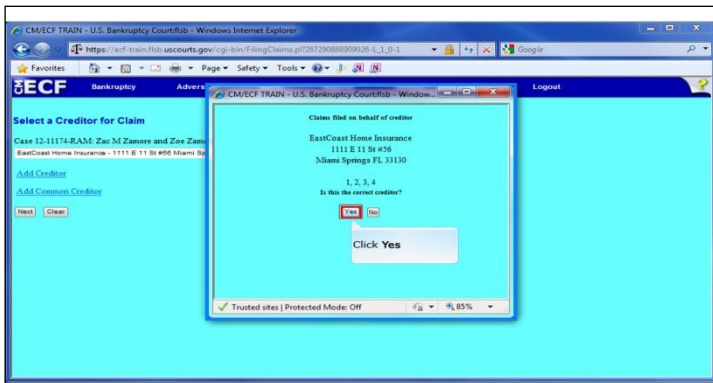 CM/ECF TRAIN - U.S. Bankruptcy Court:flsb - Windows Internet Explorer
https://ecf-train.flsb.uscourts.gov/cgi-bin/FilingClaims.pl?287290888909026-L_1_0-1
Google
Favorites
Page Safety Tools
ECF Bankruptcy Advers Logout ?
CM/ECF TRAIN - U.S. Bankruptcy Court:flsb - Window...
Select a Creditor for Claim
Case 12-11174-RAM: Zac M Zamore and Zoe Zam
EastCoast Home Insurance - 1111 E 11 St #56 Miami Sp
Add Creditor
Add Common Creditor
Next Clear
Claims filed on behalf of creditor
EastCoast Home Insurance
1111 E 11 St #56
Miami Springs FL 33130
1, 2, 3, 4
Is this the correct creditor?
Yes No
Click Yes
Trusted sites | Protected Mode: Off 85%